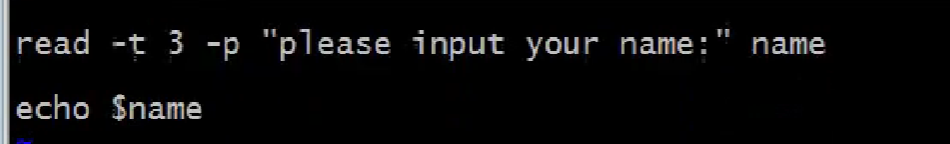 read -t 3 -p "please input your name:" name
echo $name
~